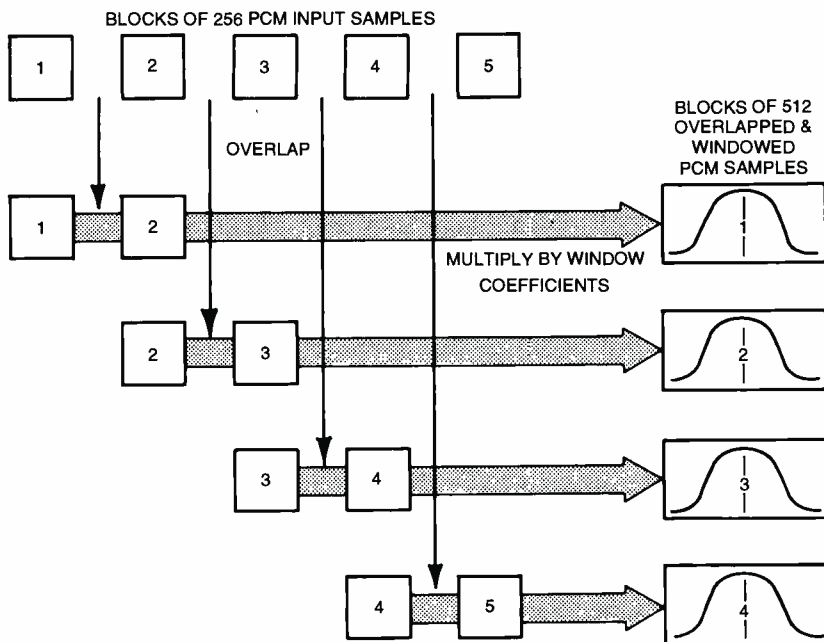 BLOCKS OF 256 PCM INPUT SAMPLES
1 2 3 4 5
BLOCKS OF 512
OVERLAPPED &
WINDOWED
PCM SAMPLES
OVERLAP
1 2 1
MULTIPLY BY WINDOW
COEFFICIENTS
2 3 2
3 4 3
4 5 4